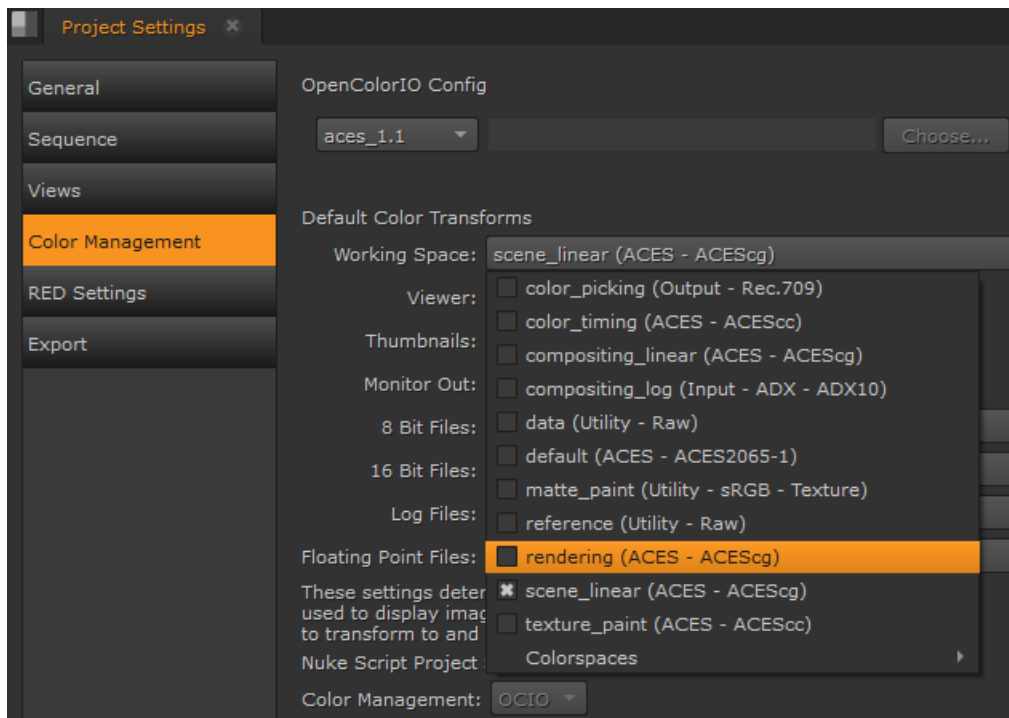 Project Settings
General
Sequence
Views
Color Management
RED Settings
Export
OpenColorIO Config
aces_1.1
Choose...
Default Color Transforms
Working Space: scene_linear (ACES - ACEScg)
Viewer:
Thumbnails:
Monitor Out:
8 Bit Files:
16 Bit Files:
Log Files:
Floating Point Files:
color_picking (Output - Rec.709)
color_timing (ACES - ACEScc)
compositing_linear (ACES - ACEScg)
compositing_log (Input - ADX - ADX10)
data (Utility - Raw)
default (ACES - ACES2065-1)
matte_paint (Utility - sRGB - Texture)
reference (Utility - Raw)
rendering (ACES - ACEScg)
scene_linear (ACES - ACEScg)
texture_paint (ACES - ACEScc)
Colorspaces
These settings deter
used to display imag
to transform to and
Nuke Script Project
Color Management: OCIO